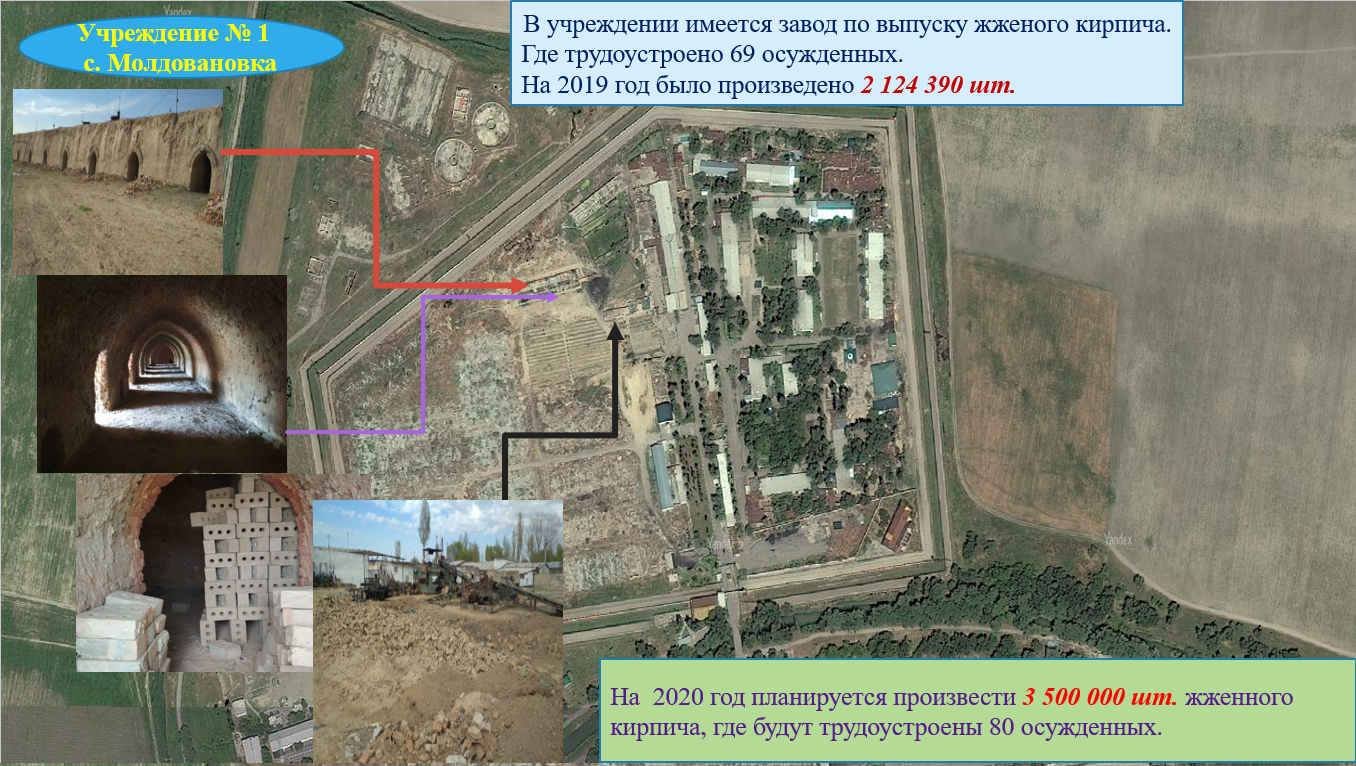 Yandex
Учреждение № 1
с. Молдовановка
В учреждении имеется завод по выпуску жженого кирпича.
Где трудоустроено 69 осужденных.
На 2019 год было произведено 2 124 390 шт.
Yandex
Yandex
На 2020 год планируется произвести 3 500 000 шт. жженного
кирпича, где будут трудоустроены 80 осужденных.